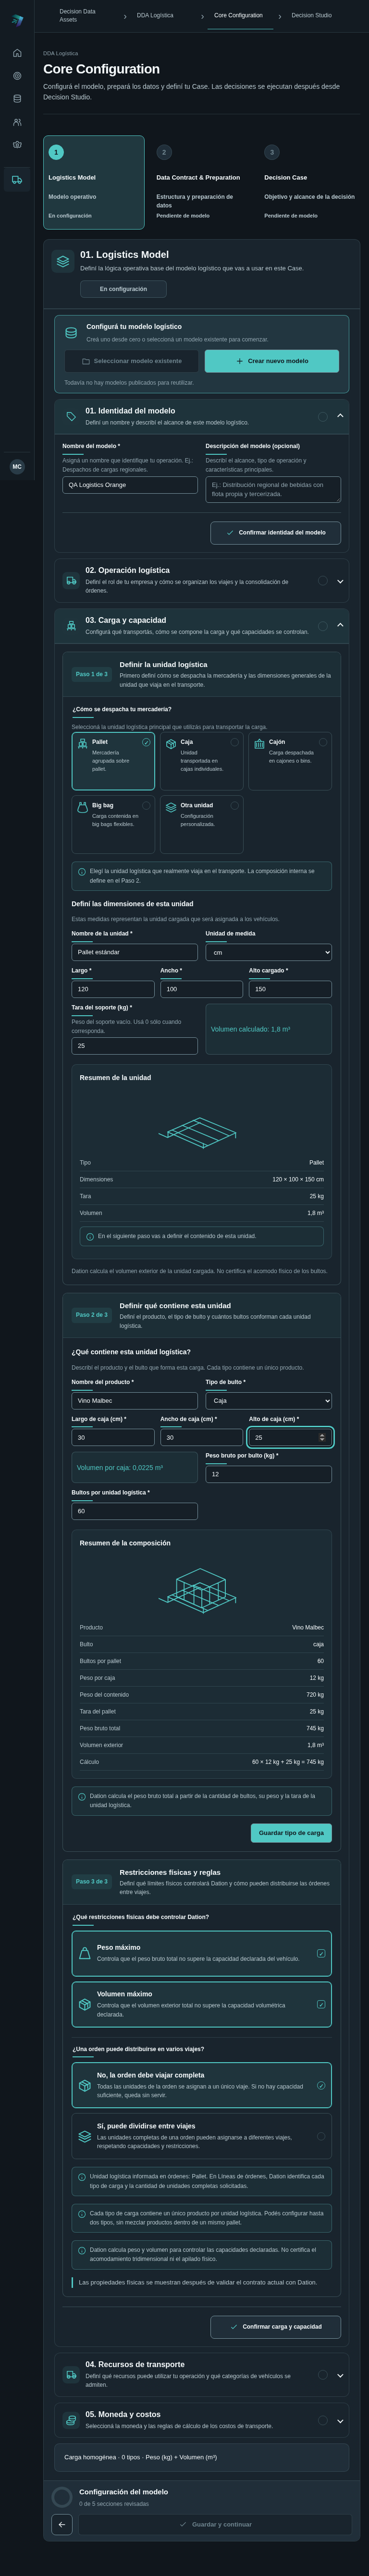 Decision Data
Assets
DDA Logística
Core Configuration
Decision Studio
DDA Logística
Core Configuration
Configurá el modelo, prepará los datos y definí tu Case. Las decisiones se ejecutan después desde
Decision Studio.
1
Logistics Model
Modelo operativo
En configuración
2
Data Contract & Preparation
Estructura y preparación de
datos
Pendiente de modelo
3
Decision Case
Objetivo y alcance de la decisión
Pendiente de modelo
MC
01. Logistics Model
Definí la lógica operativa base del modelo logístico que vas a usar en este Case.
En configuración
Configurá tu modelo logístico
Creá uno desde cero o seleccioná un modelo existente para comenzar.
Seleccionar modelo existente
Crear nuevo modelo
Todavía no hay modelos publicados para reutilizar.
01. Identidad del modelo
Definí un nombre y describí el alcance de este modelo logístico.
Nombre del modelo *
Asigná un nombre que identifique tu operación. Ej.:
Despachos de cargas regionales.
QA Logistics Orange
Descripción del modelo (opcional)
Describí el alcance, tipo de operación y
características principales.
Ej.: Distribución regional de bebidas con
flota propia y tercerizada.
Confirmar identidad del modelo
02. Operación logística
Definí el rol de tu empresa y cómo se organizan los viajes y la consolidación de
órdenes.
03. Carga y capacidad
Configurá qué transportás, cómo se compone la carga y qué capacidades se controlan.
Paso 1 de 3
Definir la unidad logística
Primero definí cómo se despacha la mercadería y las dimensiones generales de la
unidad que viaja en el transporte.
¿Cómo se despacha tu mercadería?
Seleccioná la unidad logística principal que utilizás para transportar la carga.
Pallet
Mercadería
agrupada sobre
pallet.
Caja
Unidad
transportada en
cajas individuales.
Cajón
Carga despachada
en cajones o bins.
Big bag
Carga contenida en
big bags flexibles.
Otra unidad
Configuración
personalizada.
Elegí la unidad logística que realmente viaja en el transporte. La composición interna se
define en el Paso 2.
Definí las dimensiones de esta unidad
Estas medidas representan la unidad cargada que será asignada a los vehículos.
Nombre de la unidad *
Pallet estándar
Unidad de medida
cm
Largo *
120
Ancho *
100
Alto cargado *
150
Tara del soporte (kg) *
Peso del soporte vacío. Usá 0 sólo cuando
corresponda.
25
Volumen calculado: 1,8 m³
Resumen de la unidad
Tipo
Pallet
Dimensiones
120 × 100 × 150 cm
Tara
25 kg
Volumen
1,8 m³
En el siguiente paso vas a definir el contenido de esta unidad.
Dation calcula el volumen exterior de la unidad cargada. No certifica el acomodo físico de los bultos.
Paso 2 de 3
Definir qué contiene esta unidad
Definí el producto, el tipo de bulto y cuántos bultos conforman cada unidad
logística.
¿Qué contiene esta unidad logística?
Describí el producto y el bulto que forma esta carga. Cada tipo contiene un único producto.
Nombre del producto *
Vino Malbec
Tipo de bulto *
Caja
Largo de caja (cm) *
30
Ancho de caja (cm) *
30
Alto de caja (cm) *
25
Volumen por caja: 0,0225 m³
Peso bruto por bulto (kg) *
12
Bultos por unidad logística *
60
Resumen de la composición
Producto
Vino Malbec
Bulto
caja
Bultos por pallet
60
Peso por caja
12 kg
Peso del contenido
720 kg
Tara del pallet
25 kg
Peso bruto total
745 kg
Volumen exterior
1,8 m³
Cálculo
60 × 12 kg + 25 kg = 745 kg
Dation calcula el peso bruto total a partir de la cantidad de bultos, su peso y la tara de la
unidad logística.
Guardar tipo de carga
Paso 3 de 3
Restricciones físicas y reglas
Definí qué límites físicos controlará Dation y cómo pueden distribuirse las órdenes
entre viajes.
¿Qué restricciones físicas debe controlar Dation?
Peso máximo
Controla que el peso bruto total no supere la capacidad declarada del vehículo.
Volumen máximo
Controla que el volumen exterior total no supere la capacidad volumétrica
declarada.
¿Una orden puede distribuirse en varios viajes?
No, la orden debe viajar completa
Todas las unidades de la orden se asignan a un único viaje. Si no hay capacidad
suficiente, queda sin servir.
Sí, puede dividirse entre viajes
Las unidades completas de una orden pueden asignarse a diferentes viajes,
respetando capacidades y restricciones.
Unidad logística informada en órdenes: Pallet. En Líneas de órdenes, Dation identifica cada
tipo de carga y la cantidad de unidades completas solicitadas.
Cada tipo de carga contiene un único producto por unidad logística. Podés configurar hasta
dos tipos, sin mezclar productos dentro de un mismo pallet.
Dation calcula peso y volumen para controlar las capacidades declaradas. No certifica el
acomodamiento tridimensional ni el apilado físico.
Las propiedades físicas se muestran después de validar el contrato actual con Dation.
Confirmar carga y capacidad
04. Recursos de transporte
Definí qué recursos puede utilizar tu operación y qué categorías de vehículos se
admiten.
05. Moneda y costos
Seleccioná la moneda y las reglas de cálculo de los costos de transporte.
Carga homogénea · 0 tipos · Peso (kg) + Volumen (m³)
Configuración del modelo
0 de 5 secciones revisadas
Guardar y continuar